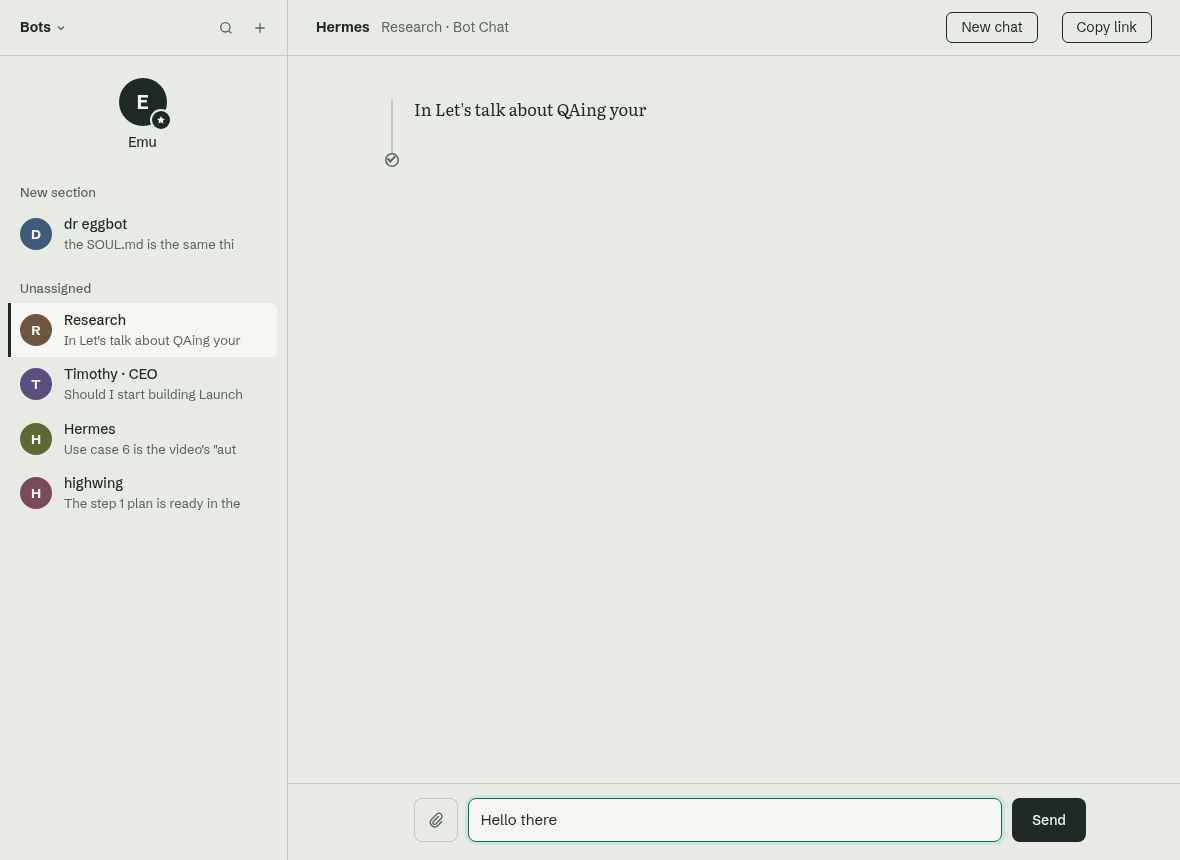 Bots
Hermes Research · Bot Chat
New chat
Copy link
E
Emu
New section
D
dr eggbot
the SOUL.md is the same thi
Unassigned
R
Research
In Let's talk about QAing your
T
Timothy · CEO
Should I start building Launch
H
Hermes
Use case 6 is the video's "aut
H
highwing
The step 1 plan is ready in the
In Let's talk about QAing your
Hello there
Send